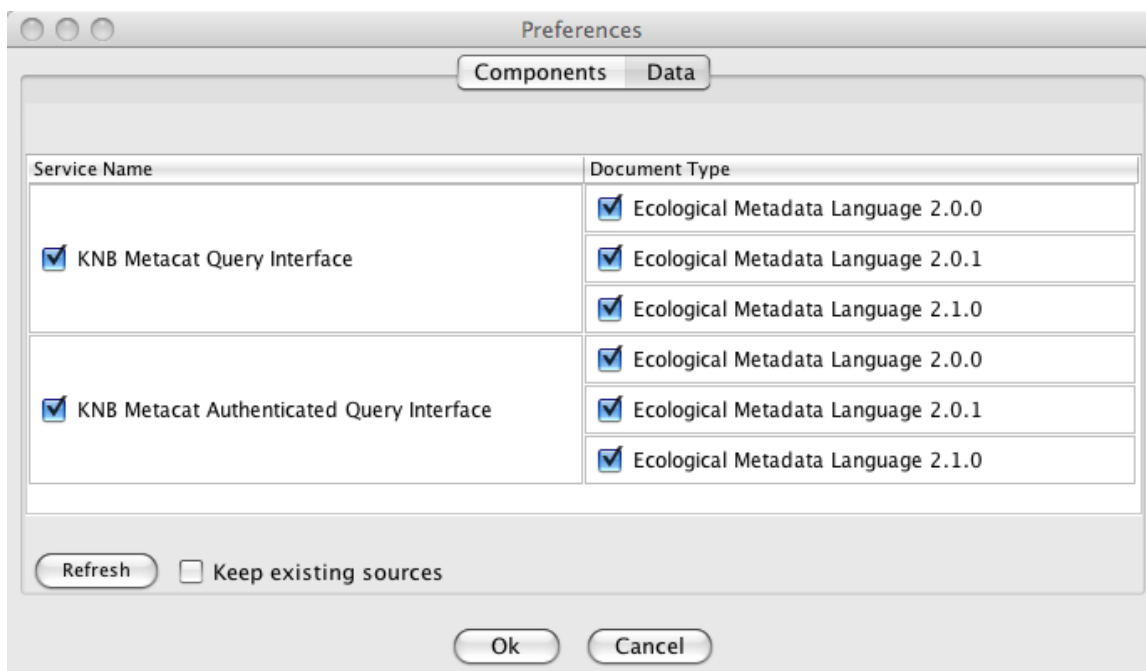 Preferences
Components Data
Service Name Document Type
KNB Metacat Query Interface
Ecological Metadata Language 2.0.0
Ecological Metadata Language 2.0.1
Ecological Metadata Language 2.1.0
KNB Metacat Authenticated Query Interface
Ecological Metadata Language 2.0.0
Ecological Metadata Language 2.0.1
Ecological Metadata Language 2.1.0
Refresh Keep existing sources
Ok Cancel